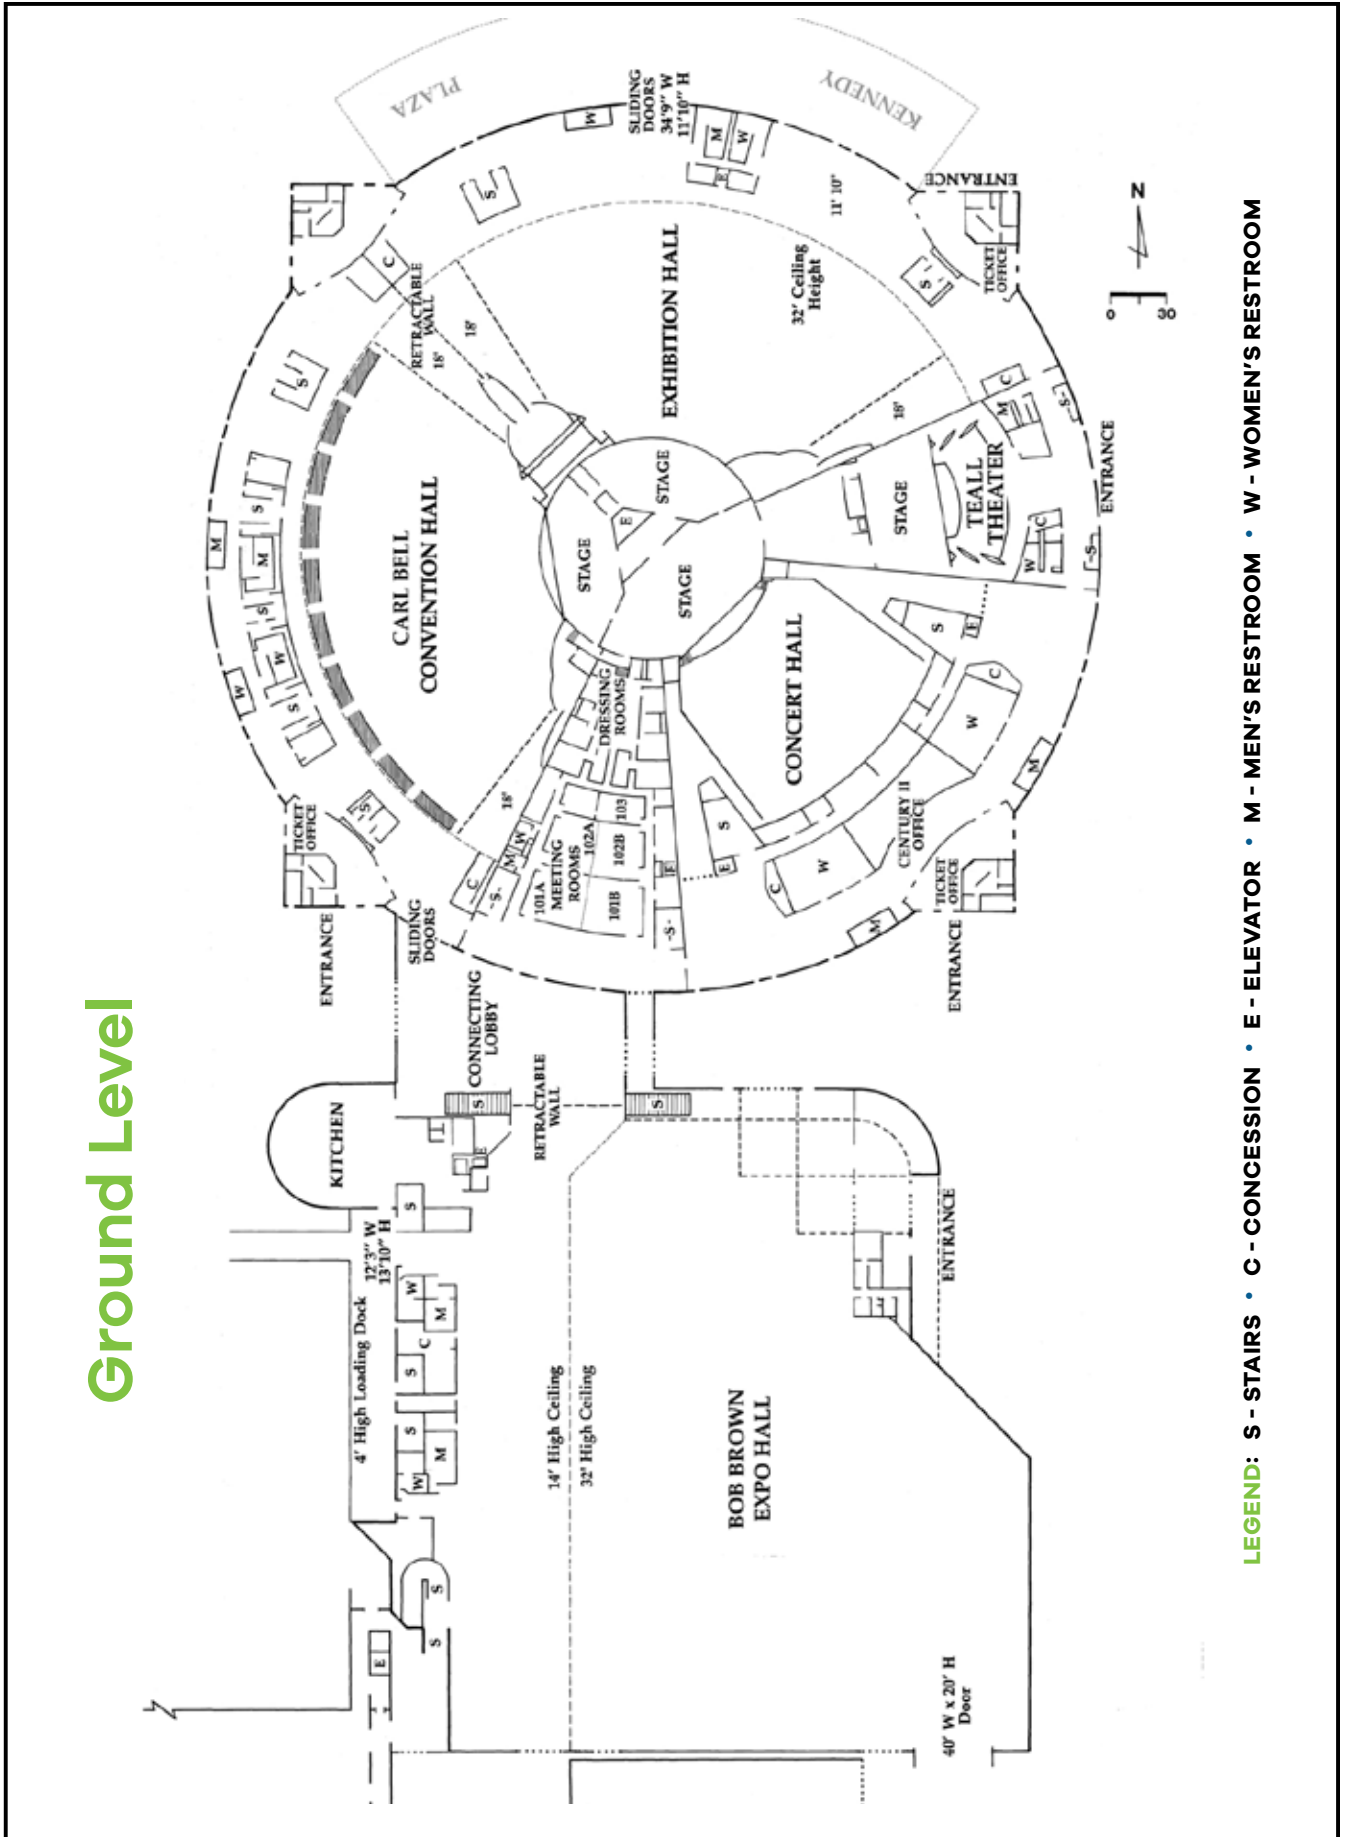 Ground Level
PLAZA
KENNEDY
SLIDING
DOORS
34'9" W
11'10" H
W
M
W
E
S
11' 10"
ENTRANCE
TICKET
OFFICE
S
C
RETRACTABLE
WALL
18'
18'
32' Ceiling
Height
EXHIBITION HALL
N
0
30
S
S
M
M
S
W
W
S
CARL BELL
CONVENTION HALL
STAGE
STAGE
STAGE
E
18'
C
M
-S-
ENTRANCE
STAGE
TEALL
THEATER
W
C
-S-
S
E
C
W
M
CONCERT HALL
CENTURY II
OFFICE
S
E
W
C
M
TICKET
OFFICE
ENTRANCE
DRESSING
ROOMS
103
102A
102B
MEETING
ROOMS
101A
101B
E
-S-
18'
W
M
C
-S-
S
TICKET
OFFICE
ENTRANCE
SLIDING
DOORS
CONNECTING
LOBBY
RETRACTABLE
WALL
S
S
KITCHEN
E
S
12'3" W
13'10" H
4' High Loading Dock
W
M
C
S
S
M
W
S
S
E
14' High Ceiling
32' High Ceiling
BOB BROWN
EXPO HALL
ENTRANCE
40' W x 20' H
Door
LEGEND: S - STAIRS • C - CONCESSION • E - ELEVATOR • M - MEN'S RESTROOM • W - WOMEN'S RESTROOM